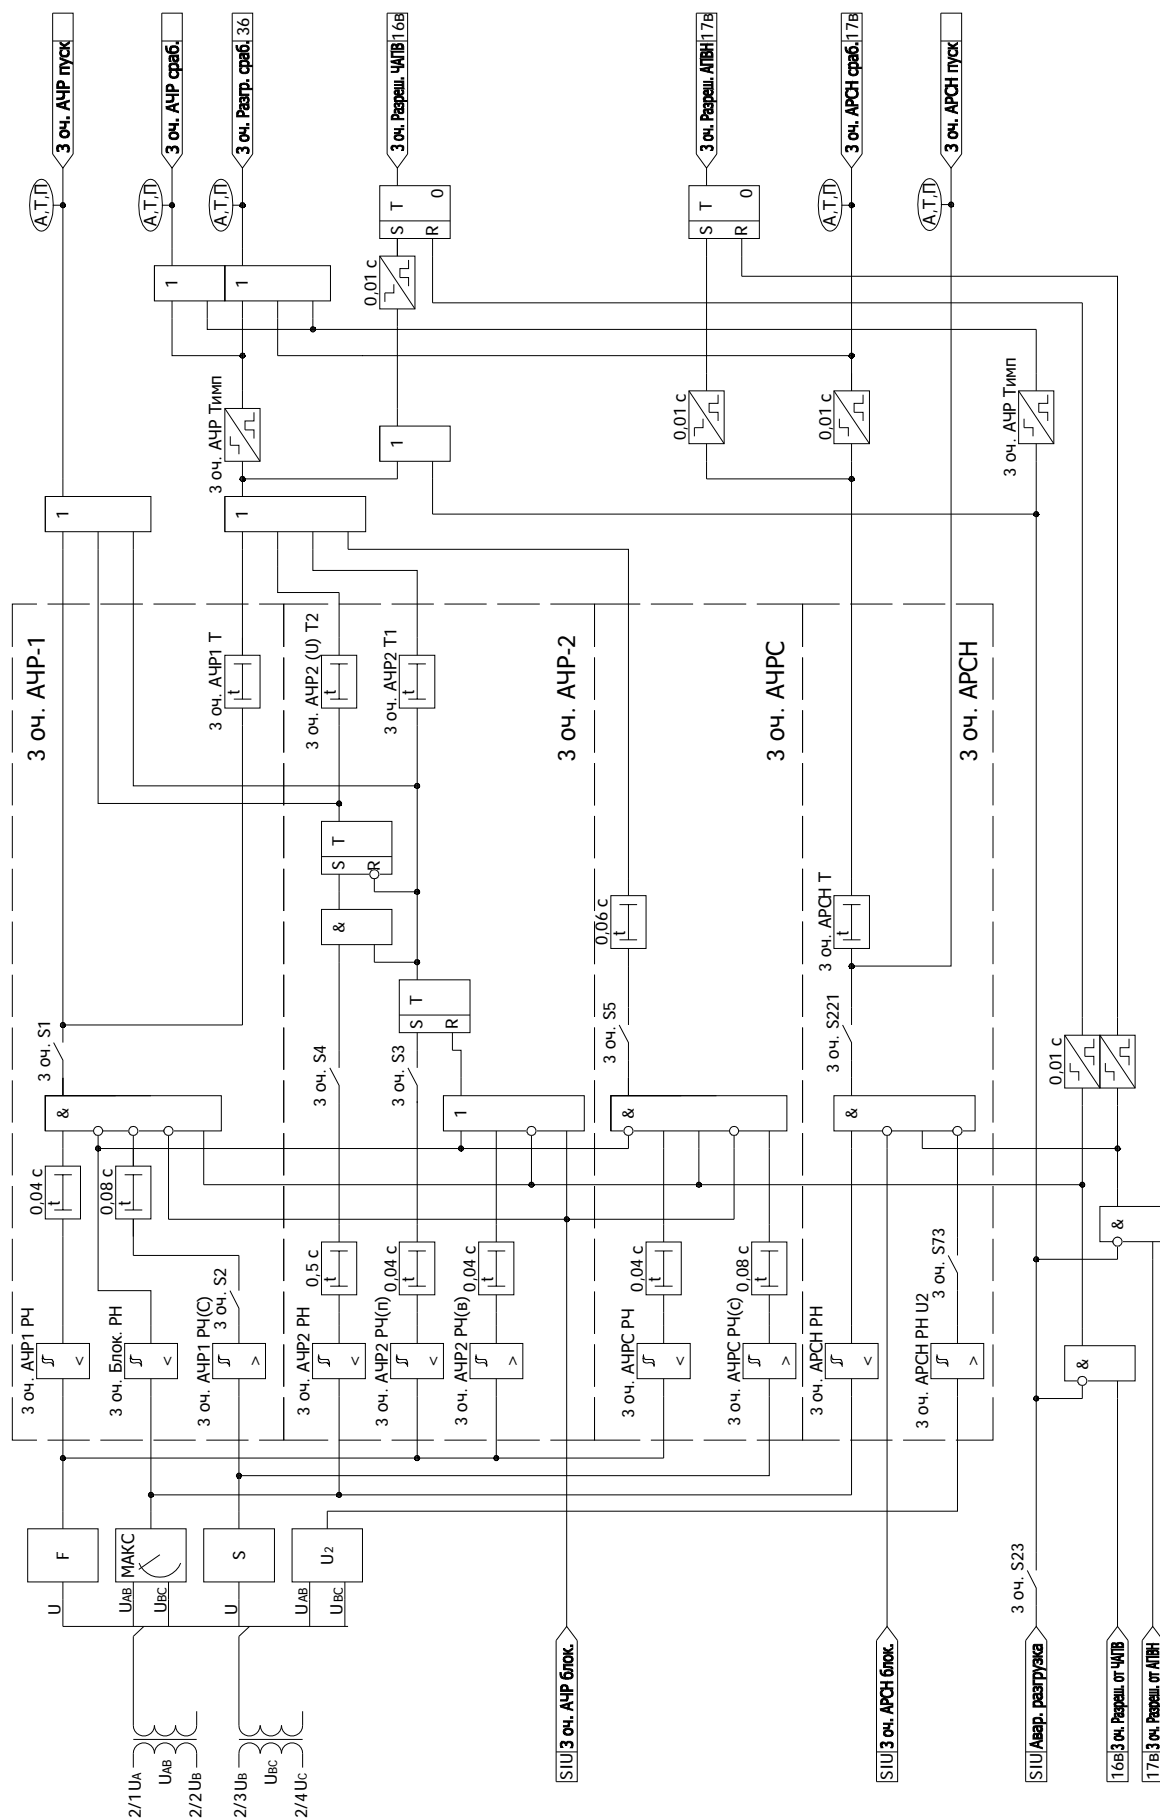 3 оч. АЧР пуск
3 оч. АЧР сраб.
3 оч. Разгр. сраб. 36
3 оч. Разреш. ЧАПВ 16в
3 оч. Разреш. АПВН 17в
3 оч. АРСН сраб. 17в
3 оч. АРСН пуск
А,Т,П
А,Т,П
А,Т,П
А,Т,П
А,Т,П
S T
R 0
S T
R 0
1
1
0,01 с
3 оч. АЧР Тимп
1
0,01 с
0,01 с
3 оч. АЧР Тимп
1
1
3 оч. АЧР-1
3 оч. АЧР-2
3 оч. АЧРС
3 оч. АРСН
3 оч. АЧР1 Т
t
3 оч. АЧР2 (U) Т2
t
3 оч. АЧР2 Т1
t
S T
R
&
S T
R
0,06 с
t
3 оч. АРСН Т
t
3 оч. S1
3 оч. S4
3 оч. S3
3 оч. S5
3 оч. S221
0,01 с
&
1
&
&
0,04 с
t
0,08 с
t
3 оч. S2
0,5 с
t
0,04 с
t
0,04 с
t
0,04 с
t
0,08 с
t
3 оч. S73
&
&
3 оч. АЧР1 РЧ
<
3 оч. Блок. РН
<
3 оч. АЧР1 РЧ(С)
>
3 оч. АЧР2 РН
<
3 оч. АЧР2 РЧ(п)
<
3 оч. АЧР2 РЧ(в)
>
3 оч. АЧРС РЧ
<
3 оч. АЧРС РЧ(с)
>
3 оч. АРСН РН
<
3 оч. АРСН РН U2
>
F
МАКС
S
U2
U
UAB
UBC
U
UAB
UBC
3 оч. S23
2/1 UA
UAB
2/2 UB
2/3 UB
UBC
2/4 UC
SIU 3 оч. АЧР блок.
SIU 3 оч. АРСН блок.
SIU Авар. разгрузка
16в 3 оч. Разреш. от ЧАПВ
17в 3 оч. Разреш. от АПВН